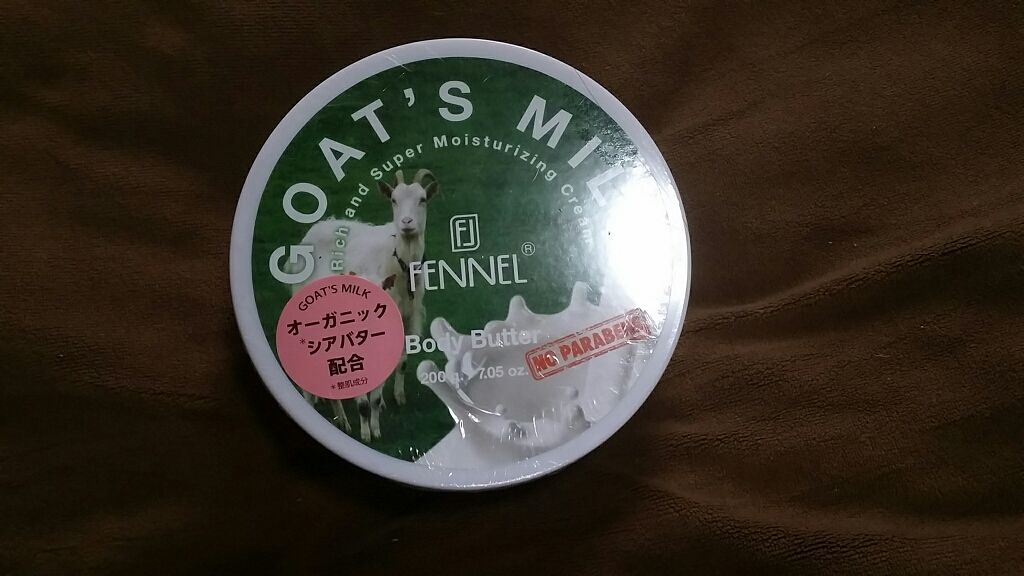 GOAT'S MIL
Rich and Super Moisturizing Cream
FJ
FENNEL®
GOAT'S MILK
オーガニック
*シアバター
配合
*整肌成分
Body Butter
200 g. 7.05 oz.
NO PARABEN